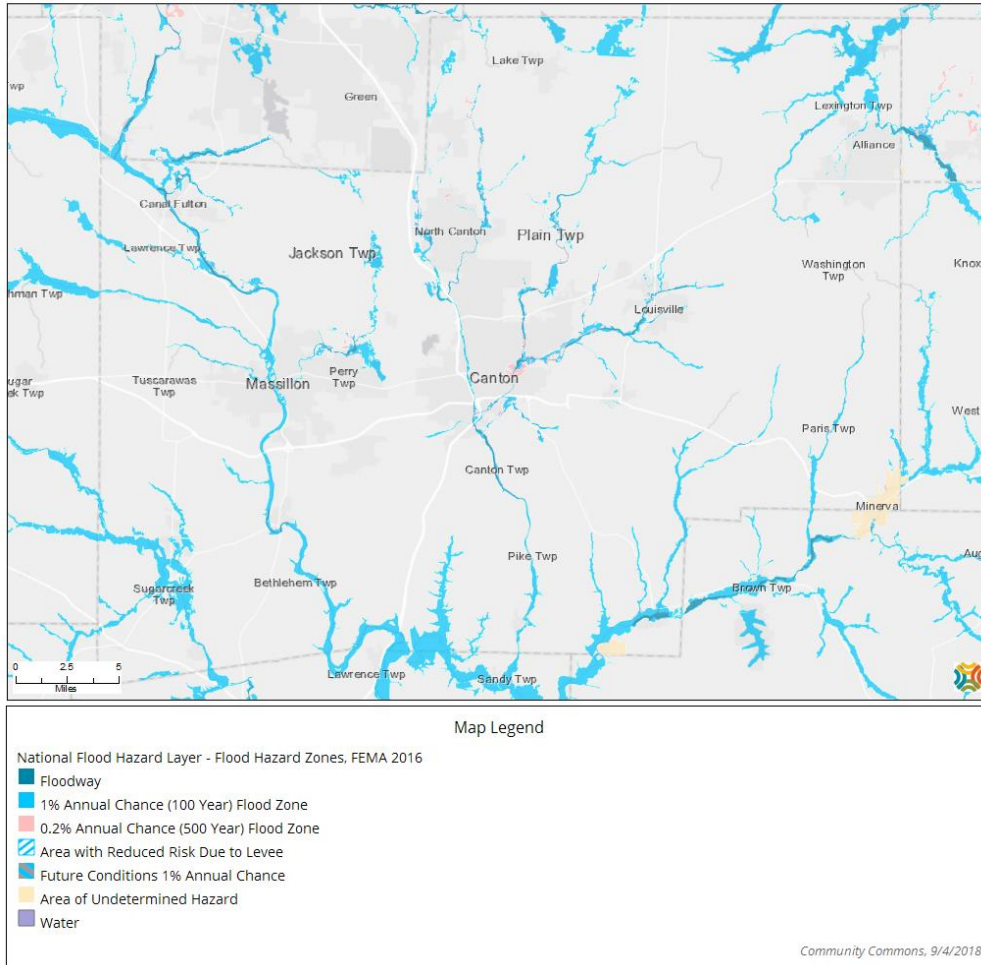 Lake Twp
wp
Green
Lexington Twp
Alliance
Canal Fulton
North Canton
Plain Twp
Lawrence Twp
Jackson Twp
Washington
Twp
Knox
hman Twp
Louisville
Perry
Twp
Canton
Tuscarawas
Twp
Massillon
ugar
ek Twp
West
Paris Twp
Canton Twp
Minerva
Pike Twp
Aug
Bethlehem Twp
Sugarcreek
Twp
Brown Twp
0 2.5 5
Miles
Lawrence Twp
Sandy Twp
Map Legend
National Flood Hazard Layer - Flood Hazard Zones, FEMA 2016
Floodway
1% Annual Chance (100 Year) Flood Zone
0.2% Annual Chance (500 Year) Flood Zone
Area with Reduced Risk Due to Levee
Future Conditions 1% Annual Chance
Area of Undetermined Hazard
Water
Community Commons, 9/4/2018